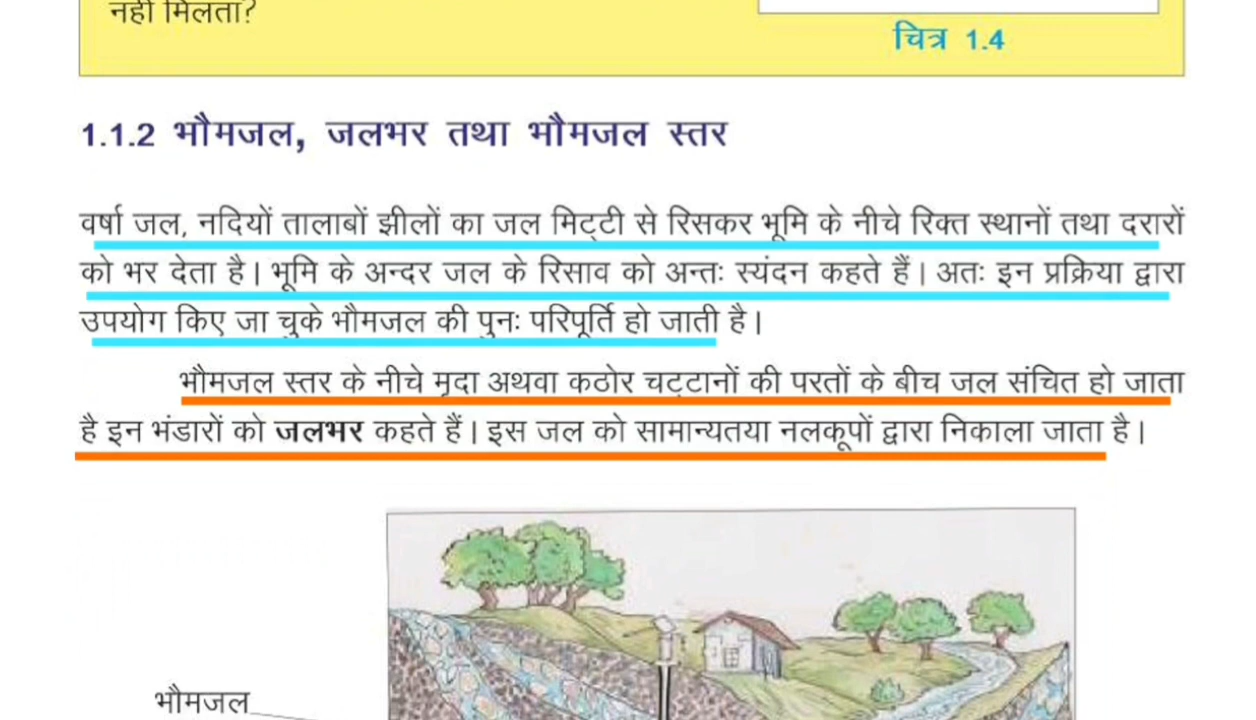 नहीं मिलता?
चित्र 1.4
1.1.2 भौमजल, जलभर तथा भौमजल स्तर
वर्षा जल, नदियों तालाबों झीलों का जल मिट्टी से रिसकर भूमि के नीचे रिक्त स्थानों तथा दरारों
को भर देता है। भूमि के अन्दर जल के रिसाव को अन्तः स्यंदन कहते हैं। अतः इन प्रक्रिया द्वारा
उपयोग किए जा चुके भौमजल की पुनः परिपूर्ति हो जाती है।
भौमजल स्तर के नीचे मृदा अथवा कठोर चट्टानों की परतों के बीच जल संचित हो जाता
है इन भंडारों को जलभर कहते हैं। इस जल को सामान्यतया नलकूपों द्वारा निकाला जाता है।
भौमजल